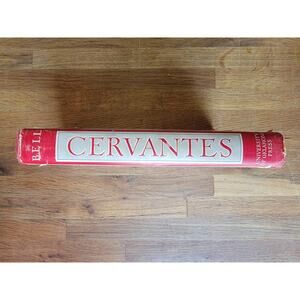 BELL
CERVANTES
UNIVERSITY
OF OKLAHOMA
PRESS